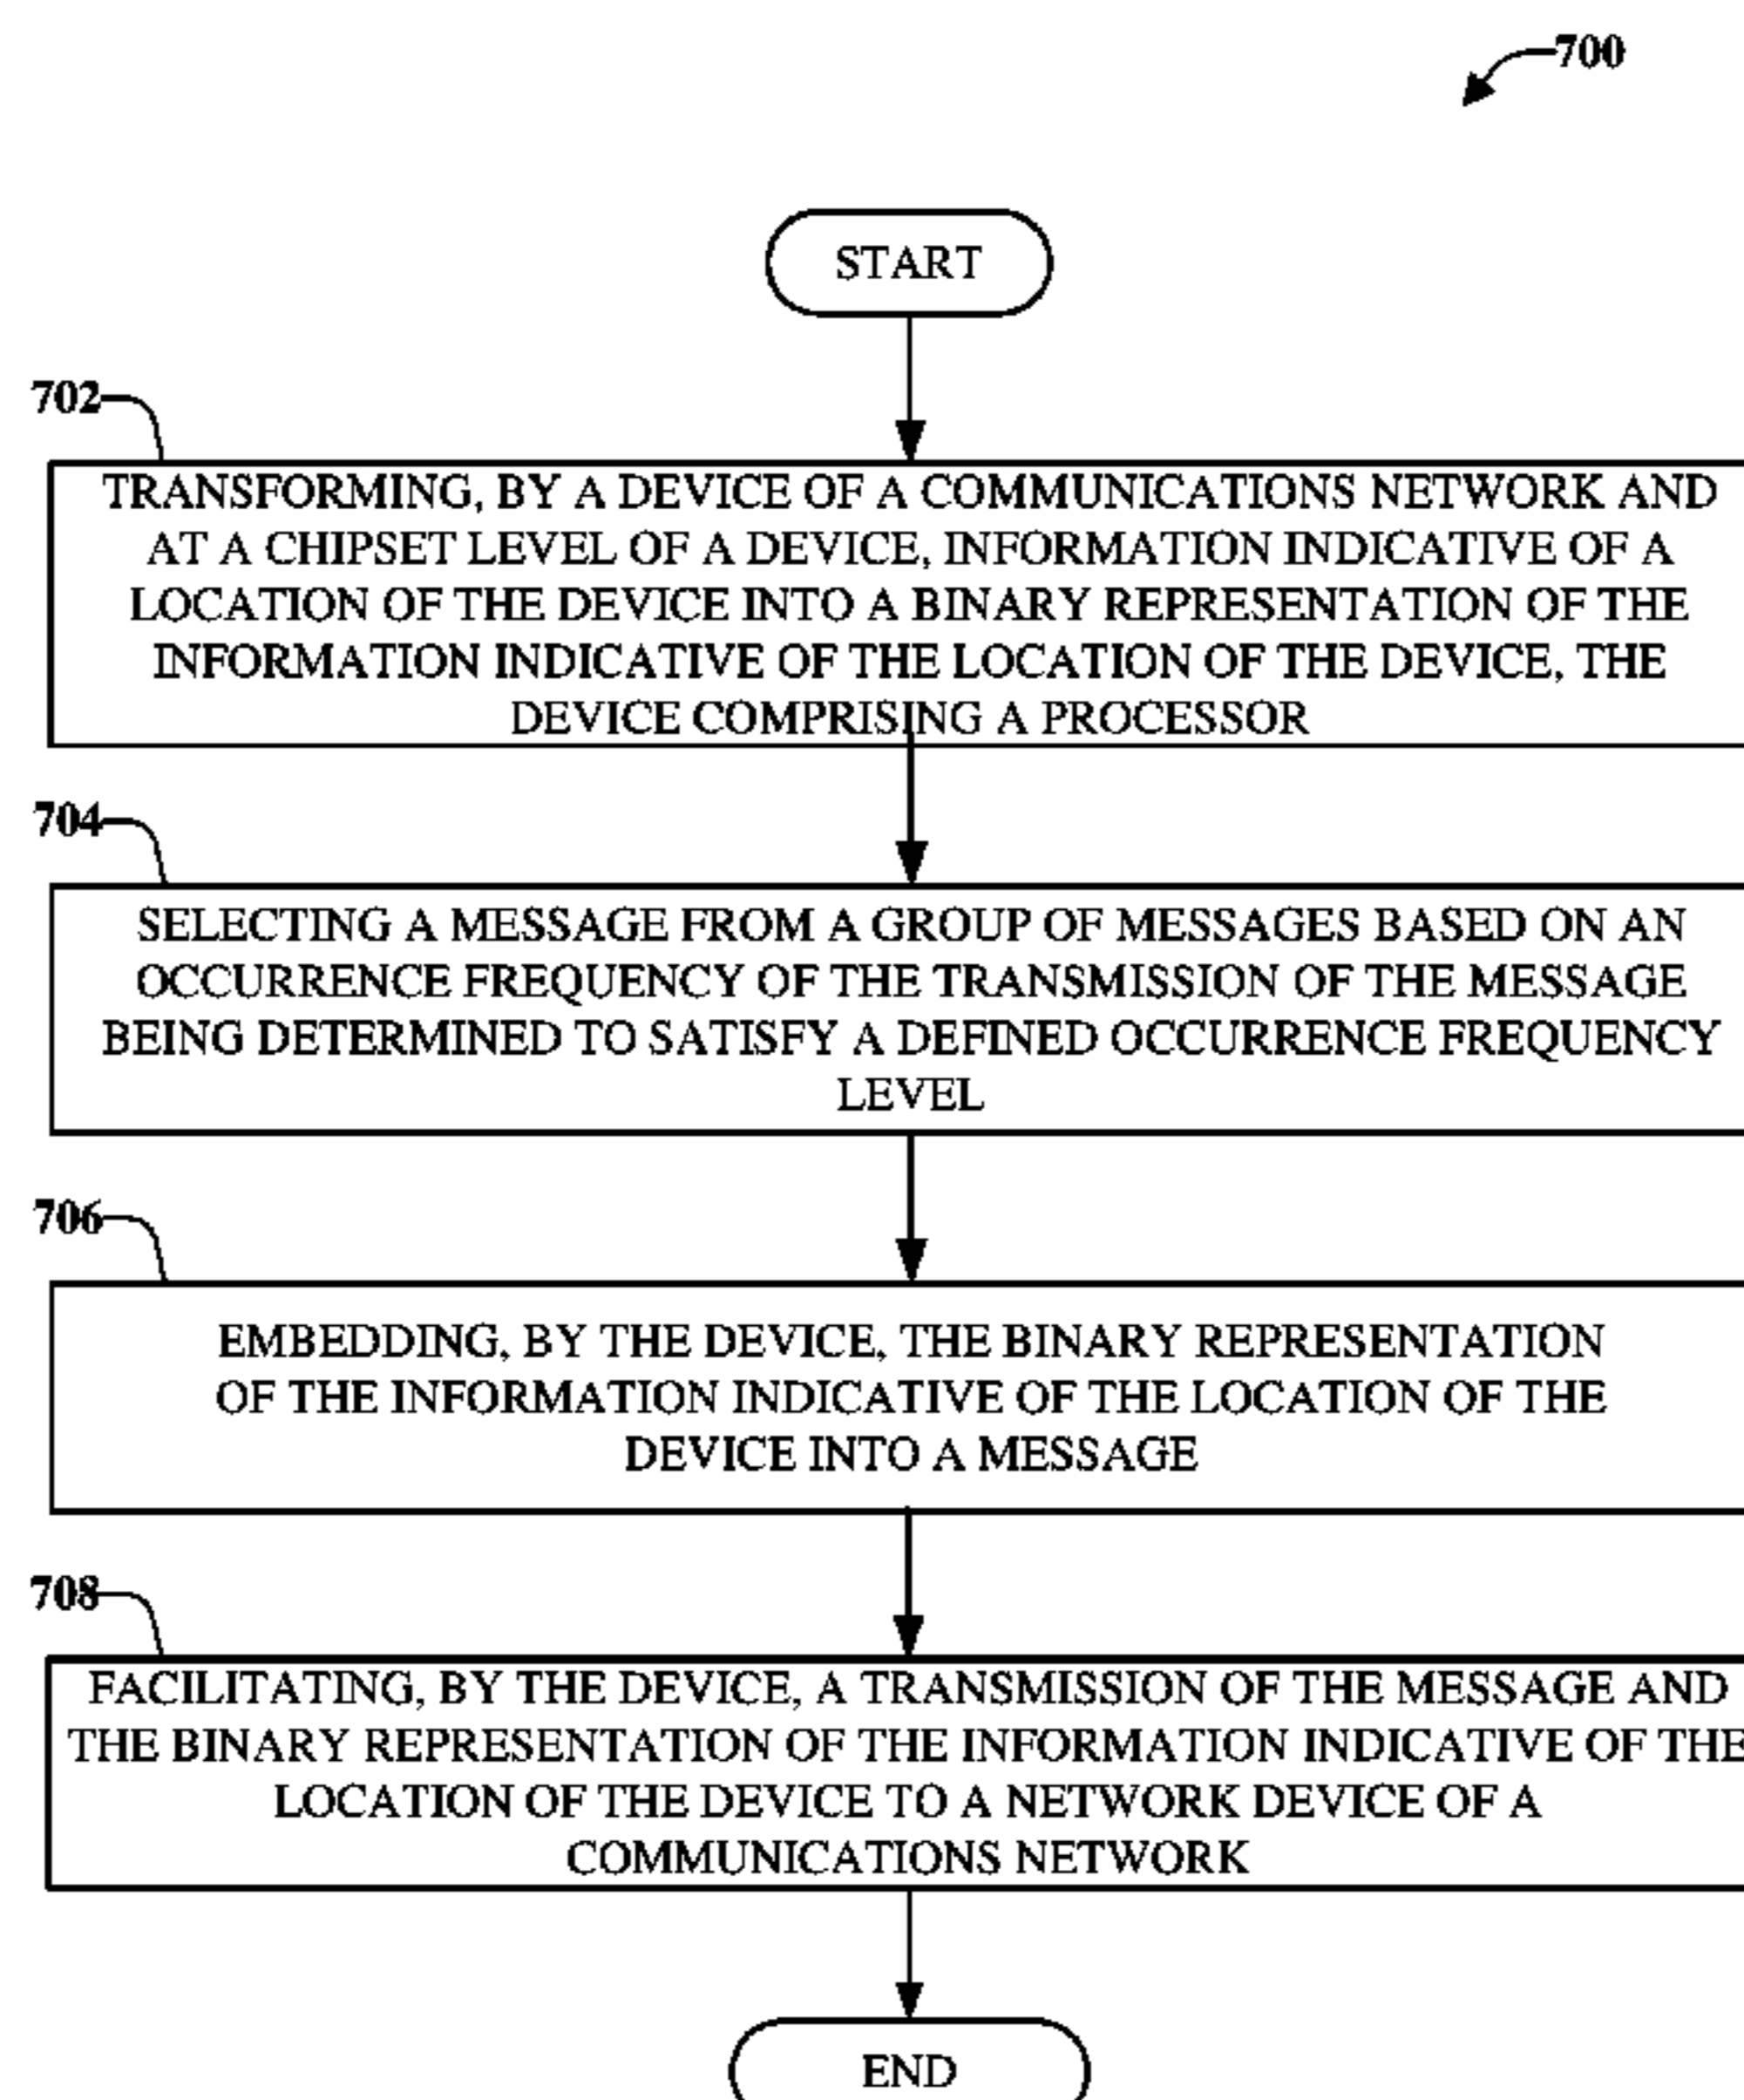 700
START
702
TRANSFORMING, BY A DEVICE OF A COMMUNICATIONS NETWORK AND
AT A CHIPSET LEVEL OF A DEVICE, INFORMATION INDICATIVE OF A
LOCATION OF THE DEVICE INTO A BINARY REPRESENTATION OF THE
INFORMATION INDICATIVE OF THE LOCATION OF THE DEVICE, THE
DEVICE COMPRISING A PROCESSOR
704
SELECTING A MESSAGE FROM A GROUP OF MESSAGES BASED ON AN
OCCURRENCE FREQUENCY OF THE TRANSMISSION OF THE MESSAGE
BEING DETERMINED TO SATISFY A DEFINED OCCURRENCE FREQUENCY
LEVEL
706
EMBEDDING, BY THE DEVICE, THE BINARY REPRESENTATION
OF THE INFORMATION INDICATIVE OF THE LOCATION OF THE
DEVICE INTO A MESSAGE
708
FACILITATING, BY THE DEVICE, A TRANSMISSION OF THE MESSAGE AND
THE BINARY REPRESENTATION OF THE INFORMATION INDICATIVE OF THE
LOCATION OF THE DEVICE TO A NETWORK DEVICE OF A
COMMUNICATIONS NETWORK
END